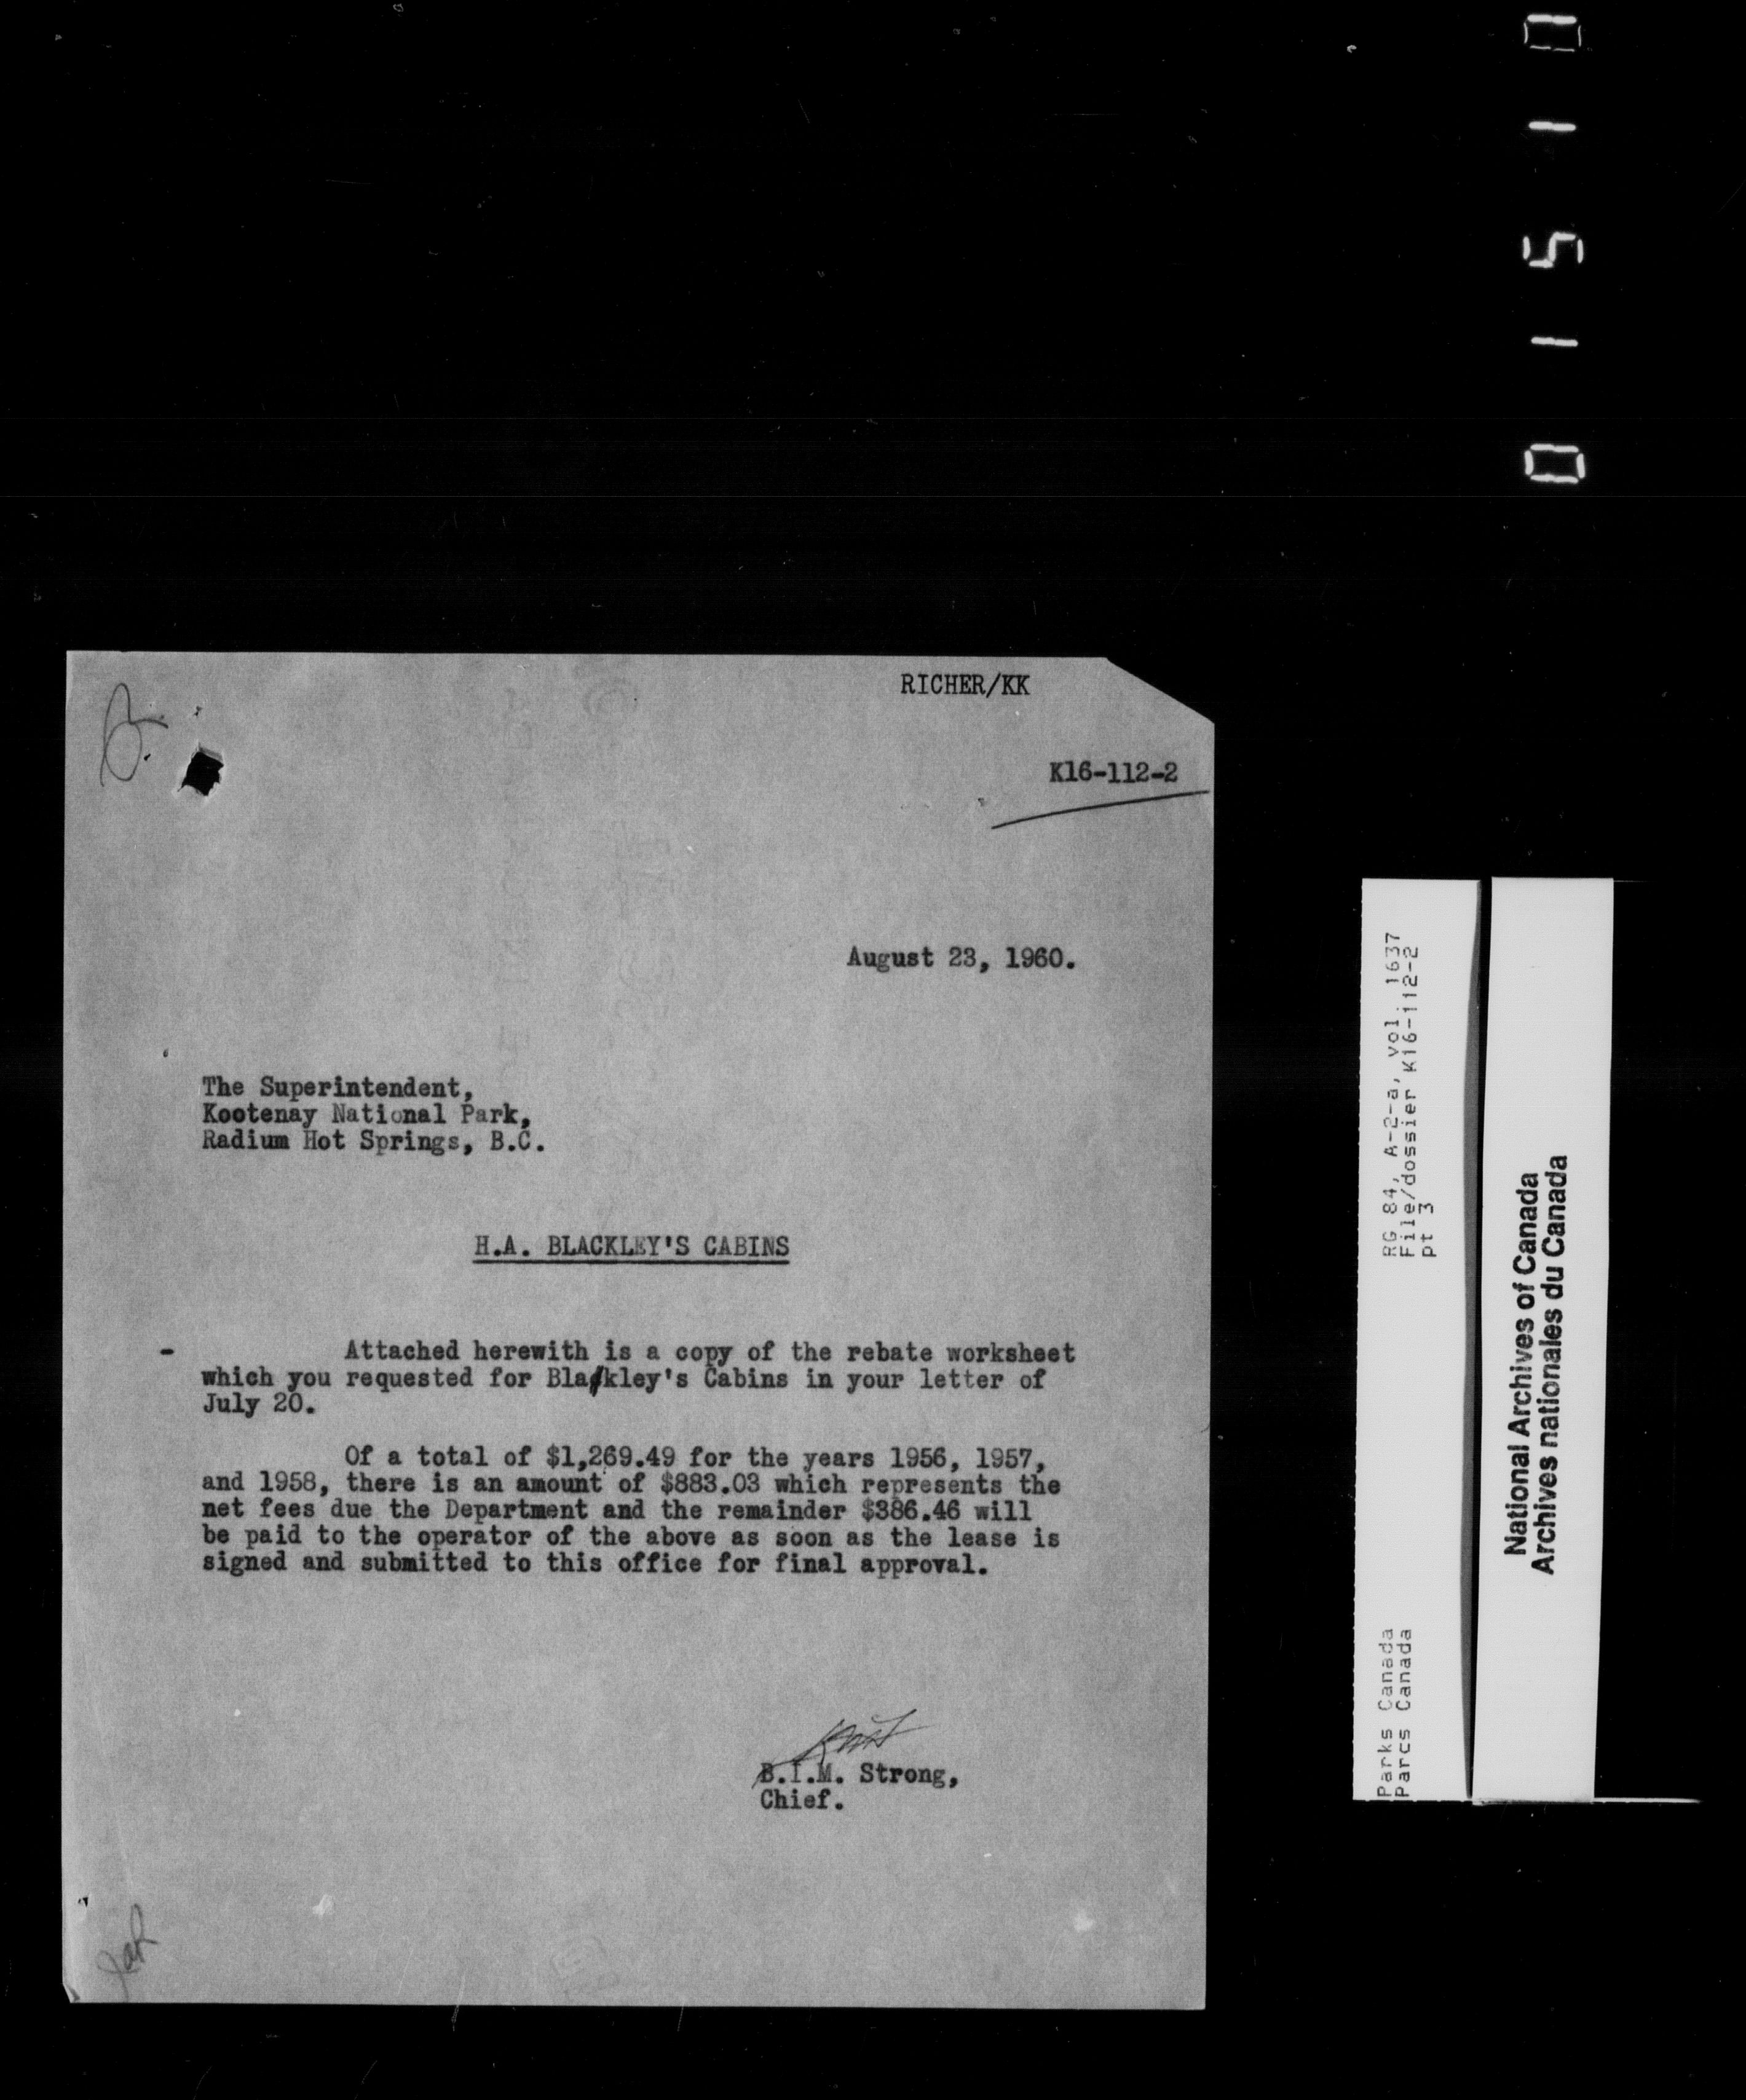 RICHER/KK
K16-112-2
August 23, 1960.
The Superintendent,
Kootenay National Park,
Radium Hot Springs, B.C.
H.A. BLACKLEY'S CABINS
Attached herewith is a copy of the rebate worksheet
which you requested for Blackley's Cabins in your letter of
July 20.
Of a total of $1,269.49 for the years 1956, 1957,
and 1958, there is an amount of $883.03 which represents the
net fees due the Department and the remainder $386.46 will
be paid to the operator of the above as soon as the lease is
signed and submitted to this office for final approval.
B.I.M. Strong,
Chief.
RG 84, A-2-a, vol. 1637
File/dossier K16-112-2
pt 3
Parks Canada
Parcs Canada
National Archives of Canada
Archives nationales du Canada